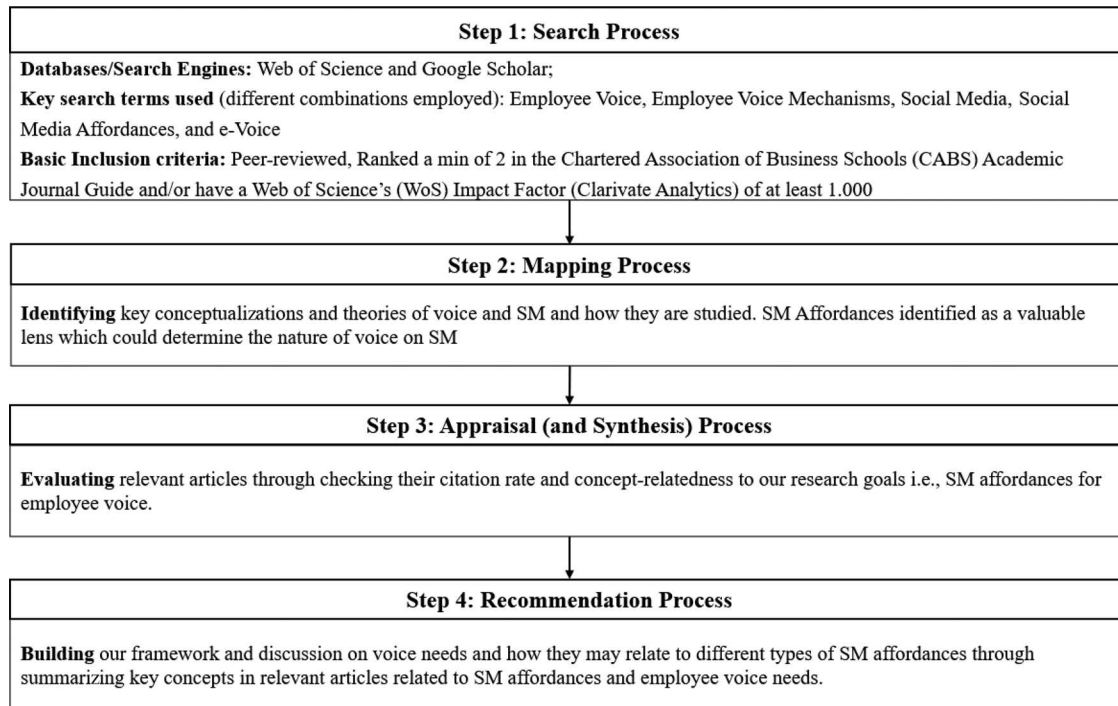 Step 1: Search Process
Databases/Search Engines: Web of Science and Google Scholar;
Key search terms used (different combinations employed): Employee Voice, Employee Voice Mechanisms, Social Media, Social
Media Affordances, and e-Voice
Basic Inclusion criteria: Peer-reviewed, Ranked a min of 2 in the Chartered Association of Business Schools (CABS) Academic
Journal Guide and/or have a Web of Science’s (WoS) Impact Factor (Clarivate Analytics) of at least 1.000
Step 2: Mapping Process
Identifying key conceptualizations and theories of voice and SM and how they are studied. SM Affordances identified as a valuable
lens which could determine the nature of voice on SM
Step 3: Appraisal (and Synthesis) Process
Evaluating relevant articles through checking their citation rate and concept-relatedness to our research goals i.e., SM affordances for
employee voice.
Step 4: Recommendation Process
Building our framework and discussion on voice needs and how they may relate to different types of SM affordances through
summarizing key concepts in relevant articles related to SM affordances and employee voice needs.